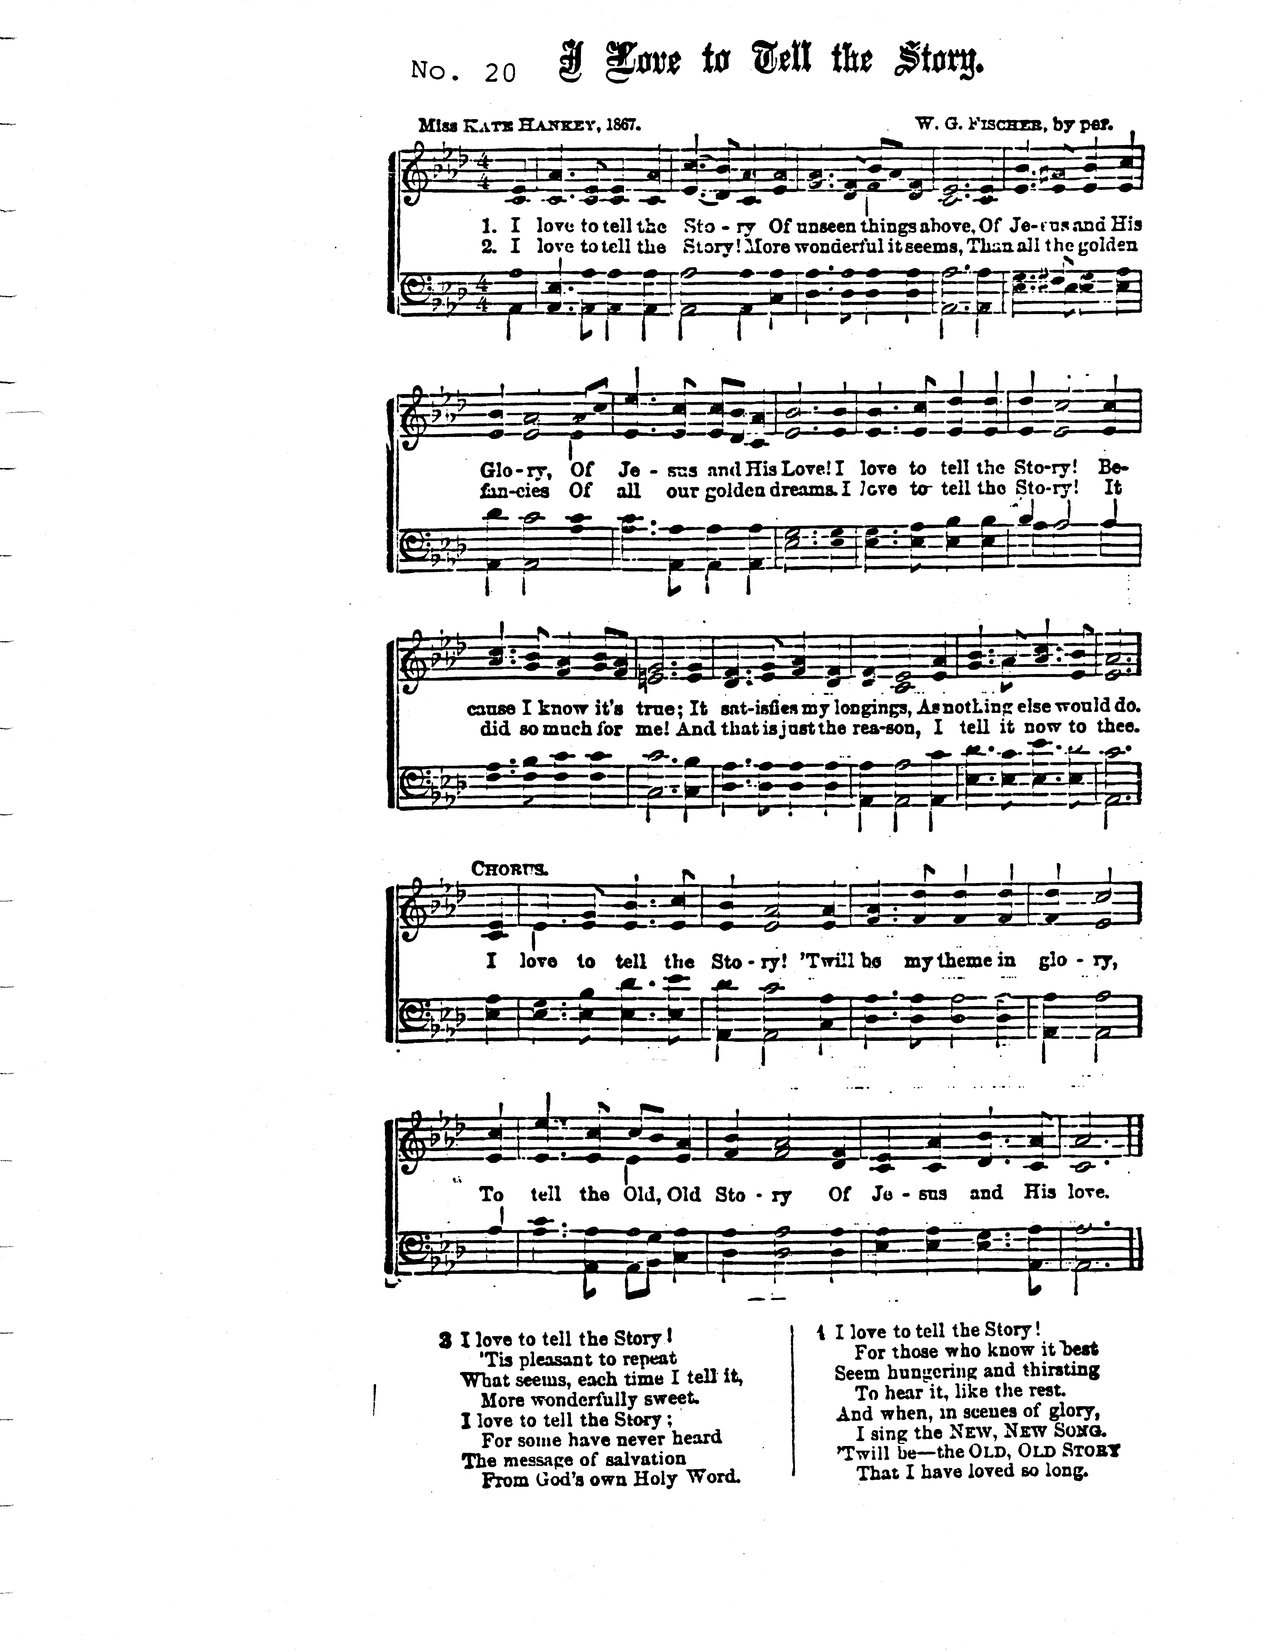 No. 20 I Love to Tell the Story.
Miss KATE HANKEY, 1867. W. G. FISCHER, by per.
1. I love to tell the Sto - ry Of unseen things above, Of Je-sus and His
2. I love to tell the Story! More wonderful it seems, Than all the golden
Glo-ry, Of Je - sus and His Love! I love to tell the Sto-ry! Be-
fan-cies Of all our golden dreams. I love to tell the Sto-ry! It
cause I know it's true; It sat-isfies my longings, As nothing else would do.
did so much for me! And that is just the rea-son, I tell it now to thee.
CHORUS.
I love to tell the Sto - ry! 'Twill be my theme in glo - ry,
To tell the Old, Old Sto - ry Of Je - sus and His love.
3 I love to tell the Story!
'Tis pleasant to repeat
What seems, each time I tell it,
More wonderfully sweet.
I love to tell the Story;
For some have never heard
The message of salvation
From God's own Holy Word.
4 I love to tell the Story!
For those who know it best
Seem hungering and thirsting
To hear it, like the rest.
And when, in scenes of glory,
I sing the NEW, NEW SONG.
'Twill be—the OLD, OLD STORY
That I have loved so long.